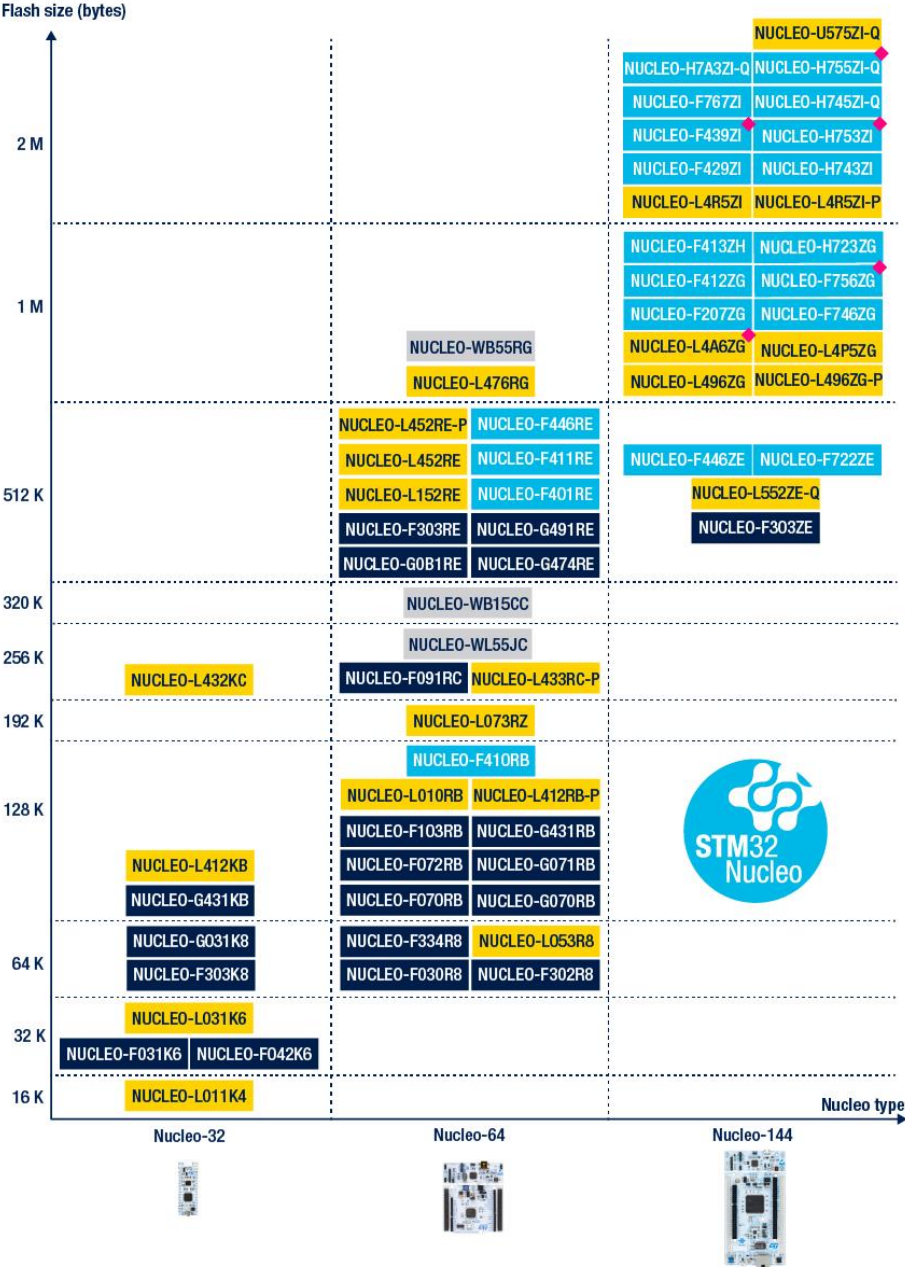 Flash size (bytes)
NUCLEO-U575ZI-Q
NUCLEO-H7A3ZI-Q NUCLEO-H755ZI-Q
NUCLEO-F767ZI NUCLEO-H745ZI-Q
2 M NUCLEO-F439ZI NUCLEO-H753ZI
NUCLEO-F429ZI NUCLEO-H743ZI
NUCLEO-L4R5ZI NUCLEO-L4R5ZI-P
NUCLEO-F413ZH NUCLEO-H723ZG
NUCLEO-F412ZG NUCLEO-F756ZG
1 M NUCLEO-F207ZG NUCLEO-F746ZG
NUCLEO-WB55RG NUCLEO-L4A6ZG NUCLEO-L4P5ZG
NUCLEO-L476RG NUCLEO-L496ZG NUCLEO-L496ZG-P
NUCLEO-L452RE-P NUCLEO-F446RE
NUCLEO-L452RE NUCLEO-F411RE NUCLEO-F446ZE NUCLEO-F722ZE
512 K NUCLEO-L152RE NUCLEO-F401RE NUCLEO-L552ZE-Q
NUCLEO-F303RE NUCLEO-G491RE NUCLEO-F303ZE
NUCLEO-G0B1RE NUCLEO-G474RE
320 K NUCLEO-WB15CC
NUCLEO-WL55JC
256 K NUCLEO-L432KC NUCLEO-F091RC NUCLEO-L433RC-P
192 K NUCLEO-L073RZ
NUCLEO-F410RB
128 K NUCLEO-L010RB NUCLEO-L412RB-P
NUCLEO-F103RB NUCLEO-G431RB
NUCLEO-L412KB NUCLEO-F072RB NUCLEO-G071RB
NUCLEO-G431KB NUCLEO-F070RB NUCLEO-G070RB
STM32
Nucleo
NUCLEO-G031K8 NUCLEO-F334R8 NUCLEO-L053R8
64 K NUCLEO-F303K8 NUCLEO-F030R8 NUCLEO-F302R8
NUCLEO-L031K6
32 K NUCLEO-F031K6 NUCLEO-F042K6
16 K NUCLEO-L011K4
Nucleo type
Nucleo-32 Nucleo-64 Nucleo-144